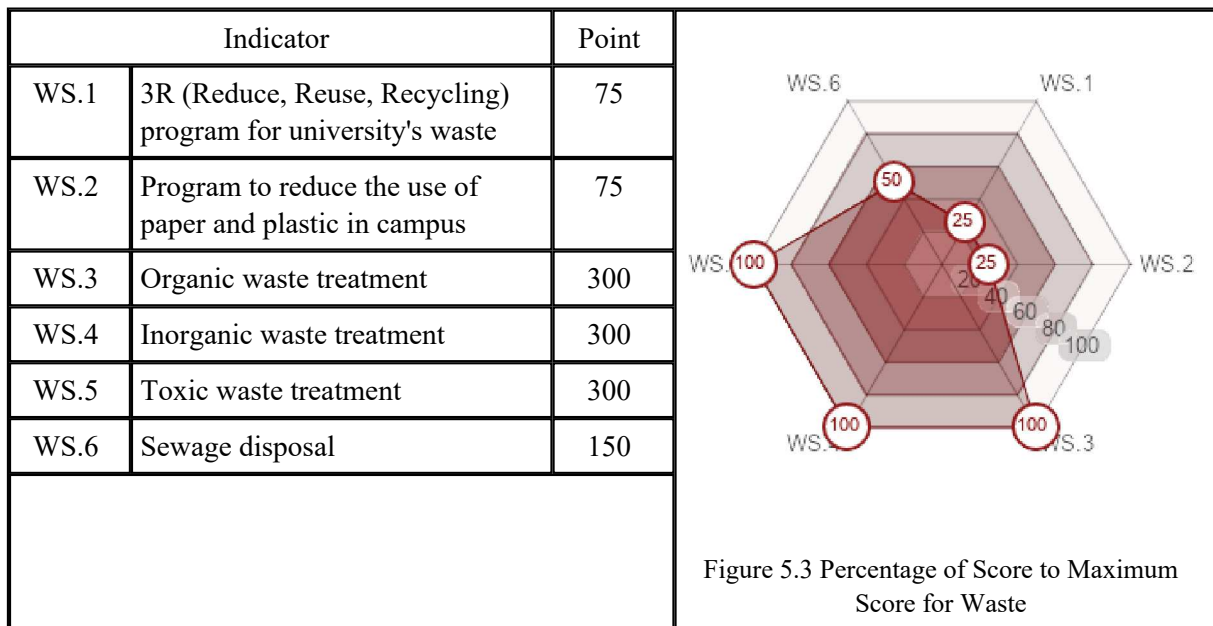 Indicator Point
WS.1 3R (Reduce, Reuse, Recycling) 75
program for university's waste
WS.2 Program to reduce the use of 75
paper and plastic in campus
WS.3 Organic waste treatment 300
WS.4 Inorganic waste treatment 300
WS.5 Toxic waste treatment 300
WS.6 Sewage disposal 150
WS.6 WS.1
50
25
WS. 100 25 WS.2
20
40
60
80
100
100 100
WS. WS.3
Figure 5.3 Percentage of Score to Maximum
Score for Waste